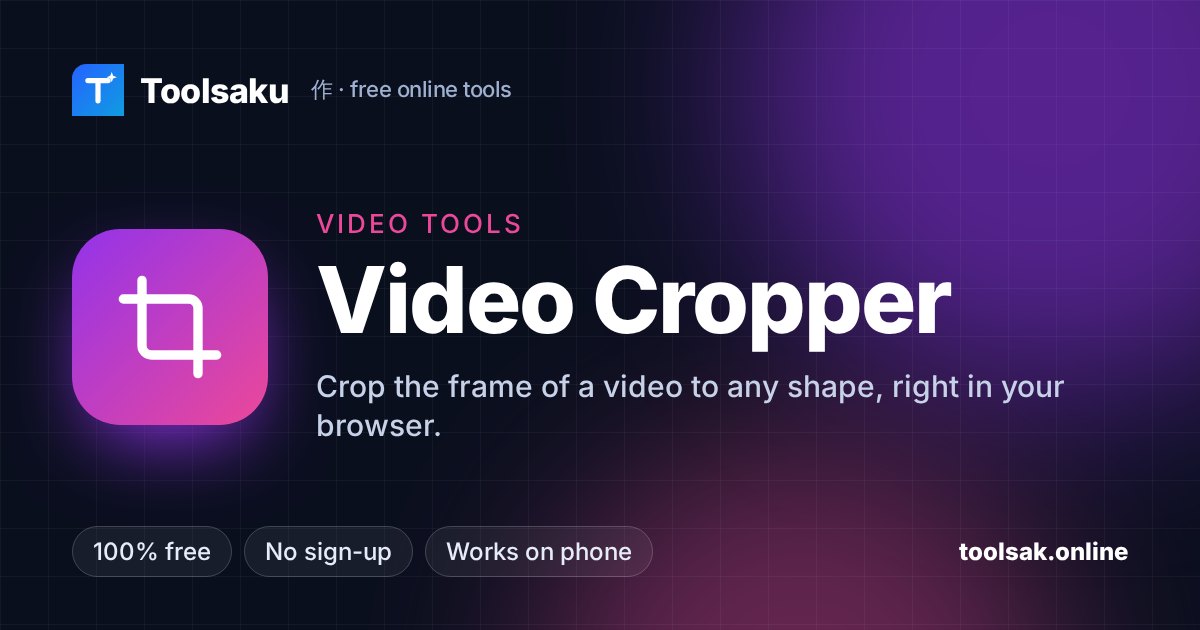 Toolsaku 作 · free online tools
VIDEO TOOLS
Video Cropper
Crop the frame of a video to any shape, right in your
browser.
100% free No sign-up Works on phone
toolsak.online